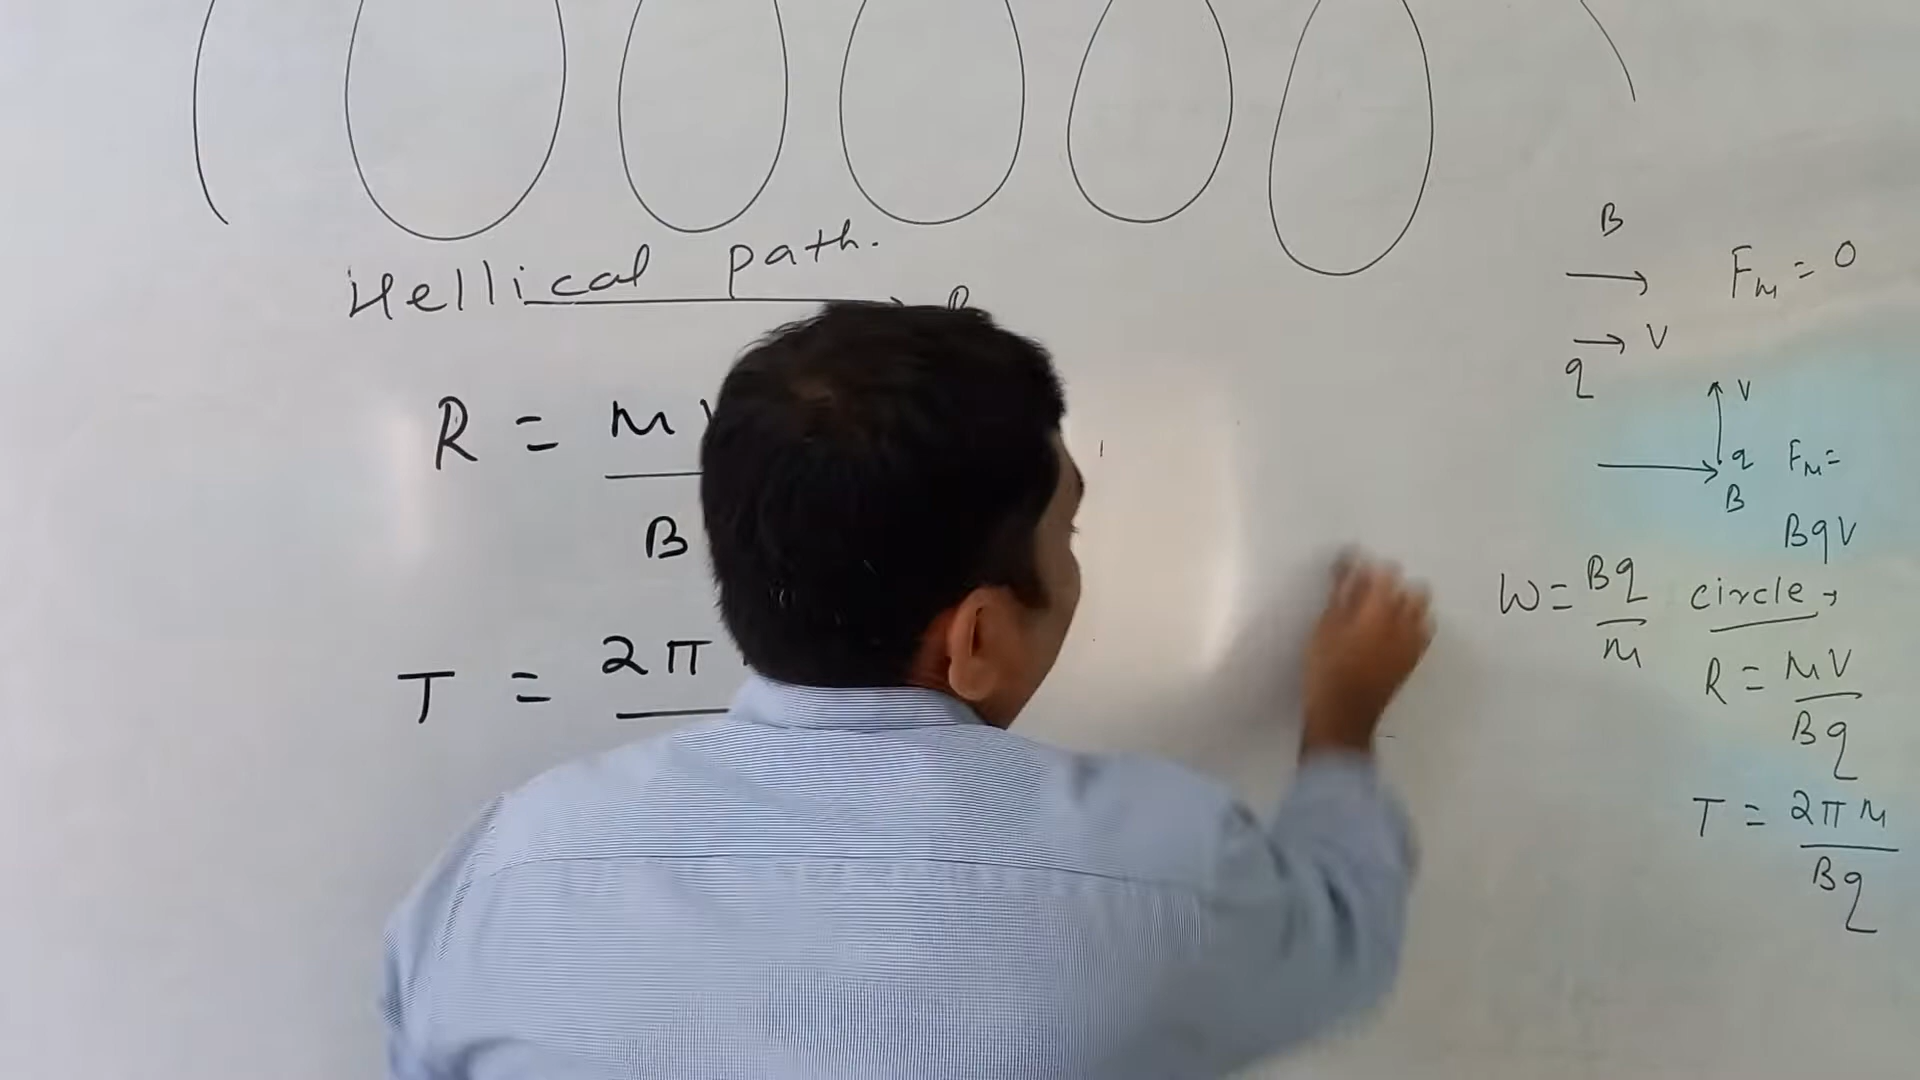 Hellical path.
R = m
B
T = 2π
B
Fm = 0
V
q
V
q Fm =
B
BqV
W = Bq/m circle,
R = mV/Bq
T = 2πm/Bq